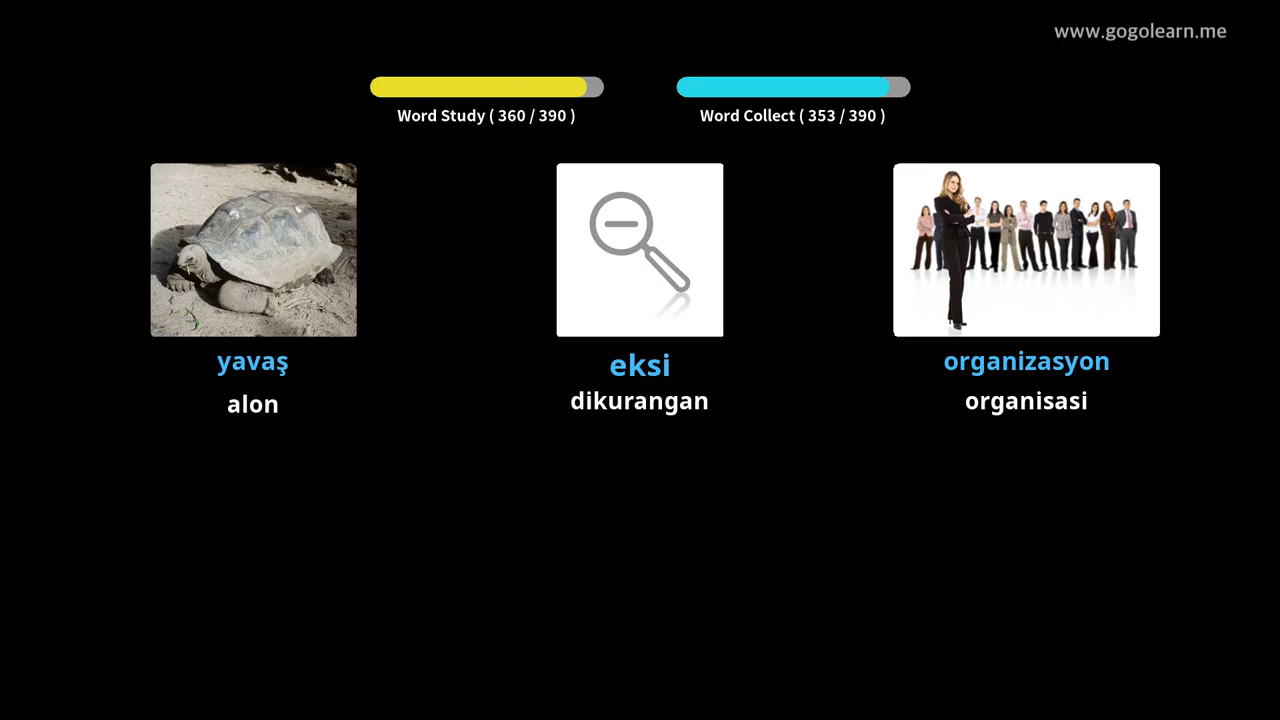 www.gogolearn.me
Word Study ( 360 / 390 )
Word Collect ( 353 / 390 )
yavaş
alon
eksi
dikurangan
organizasyon
organisasi